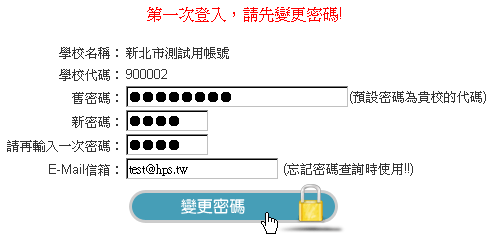 第一次登入，請先變更密碼!
學校名稱：新北市測試用帳號
學校代碼：900002
舊密碼：●●●●●●●●(預設密碼為貴校的代碼)
新密碼：●●●●
請再輸入一次密碼：●●●●
E-Mail信箱：test@hps.tw (忘記密碼查詢時使用!!)
變更密碼